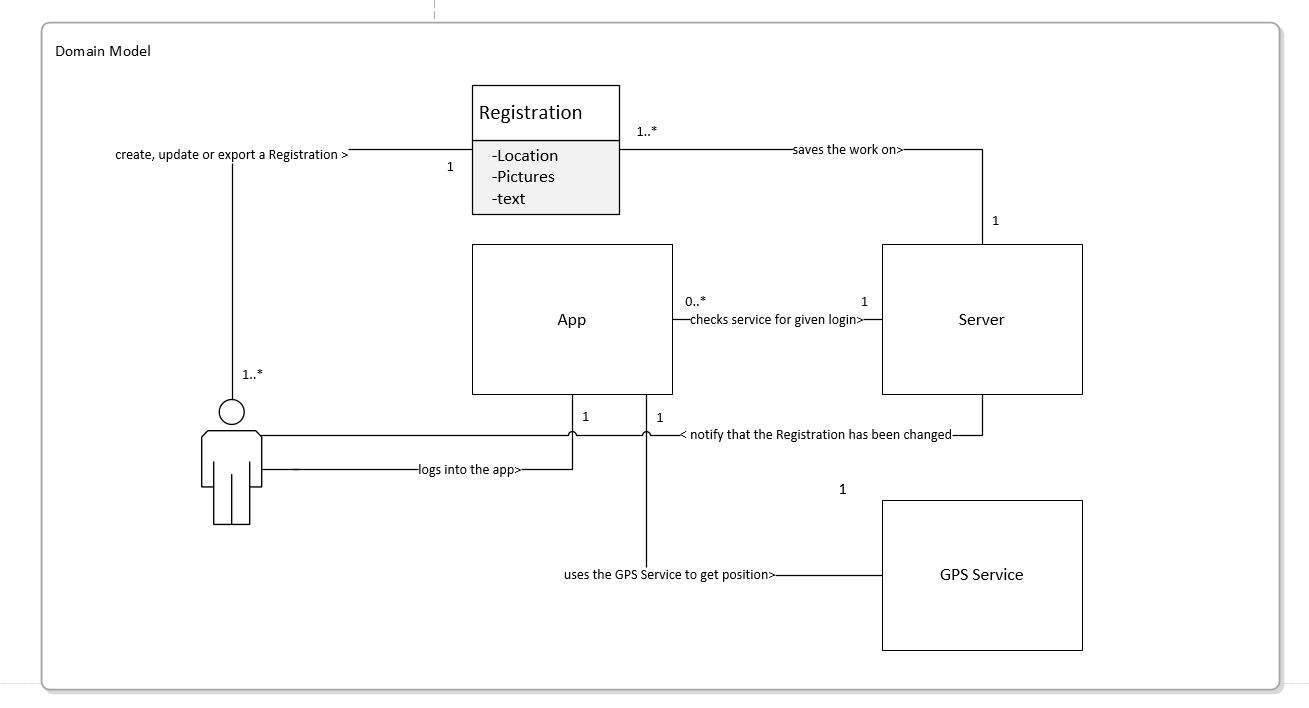 Domain Model
Registration
1..*
create, update or export a Registration >
saves the work on>
-Location
1
-Pictures
-text
1
0..*
1
App
checks service for given login>
Server
1..*
1
1
< notify that the Registration has been changed
logs into the app>
1
uses the GPS Service to get position>
GPS Service